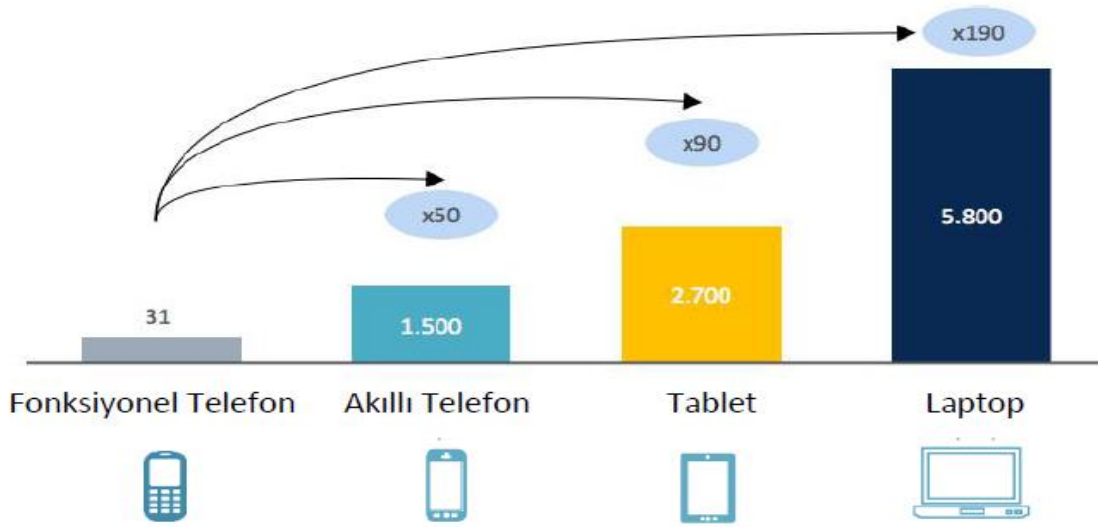 x190
x90
x50
5.800
2.700
1.500
31
Fonksiyonel Telefon
Akıllı Telefon
Tablet
Laptop